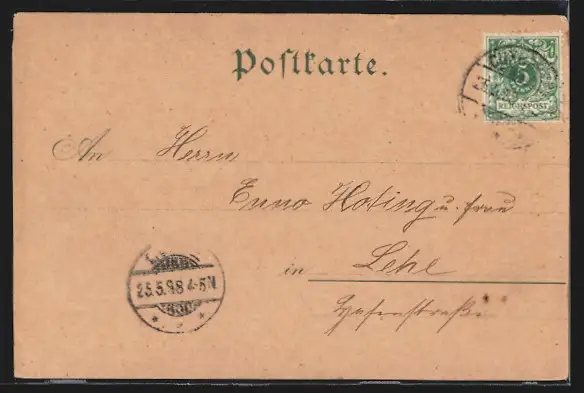 Postkarte.
5
REICHSPOST
An Herrn
Enno Hoting u. Frau
in Lehe
Hafenstraße
25.5.98 4-5N